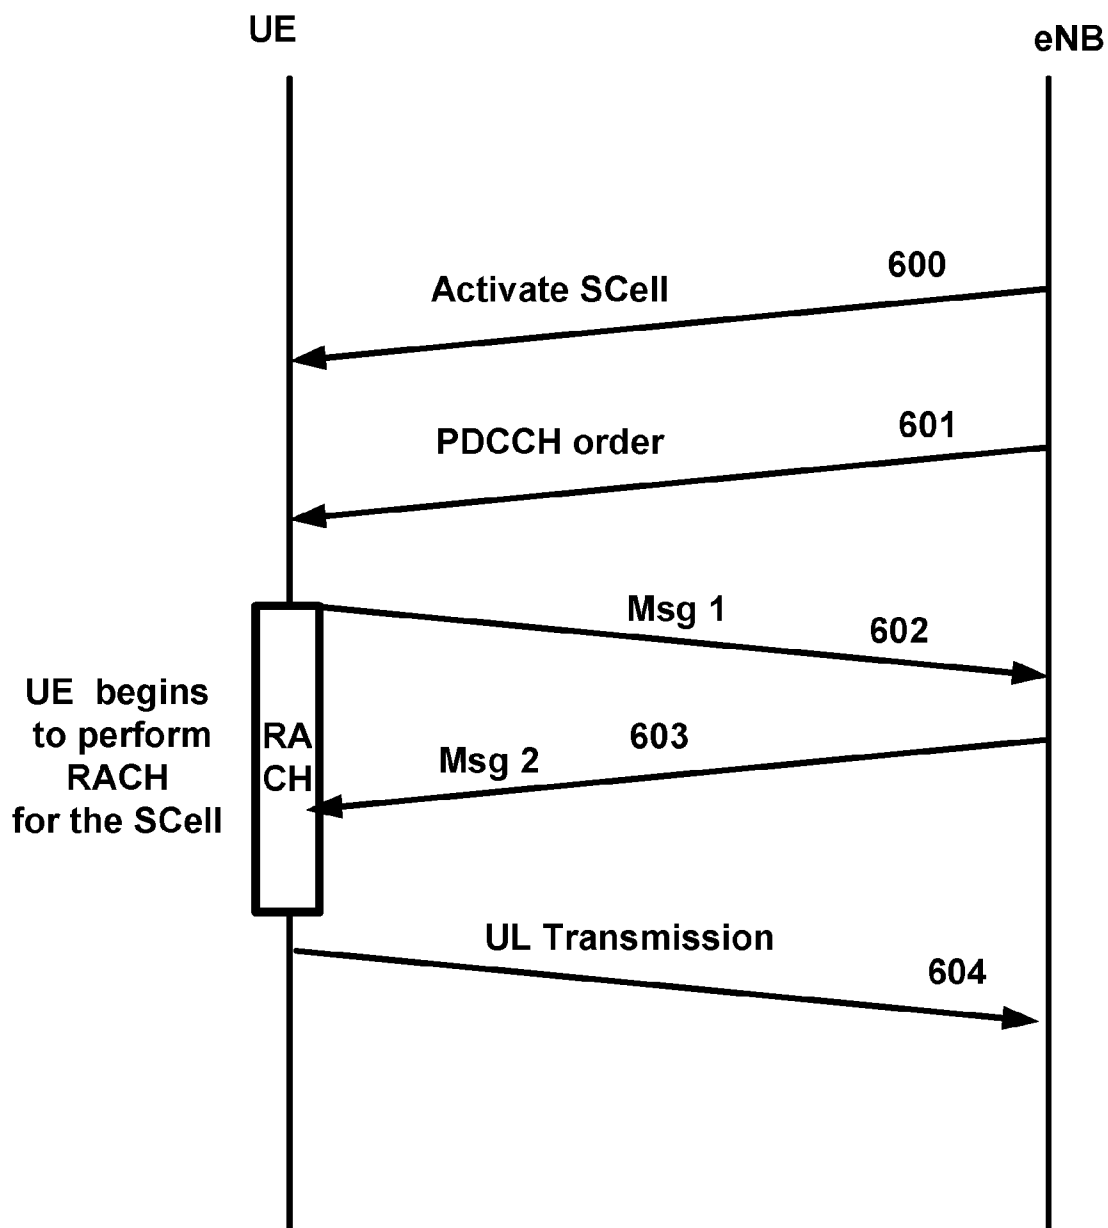 UE
eNB
600
Activate SCell
601
PDCCH order
Msg 1
602
UE begins
to perform
RACH
for the SCell
RA
CH
603
Msg 2
UL Transmission
604